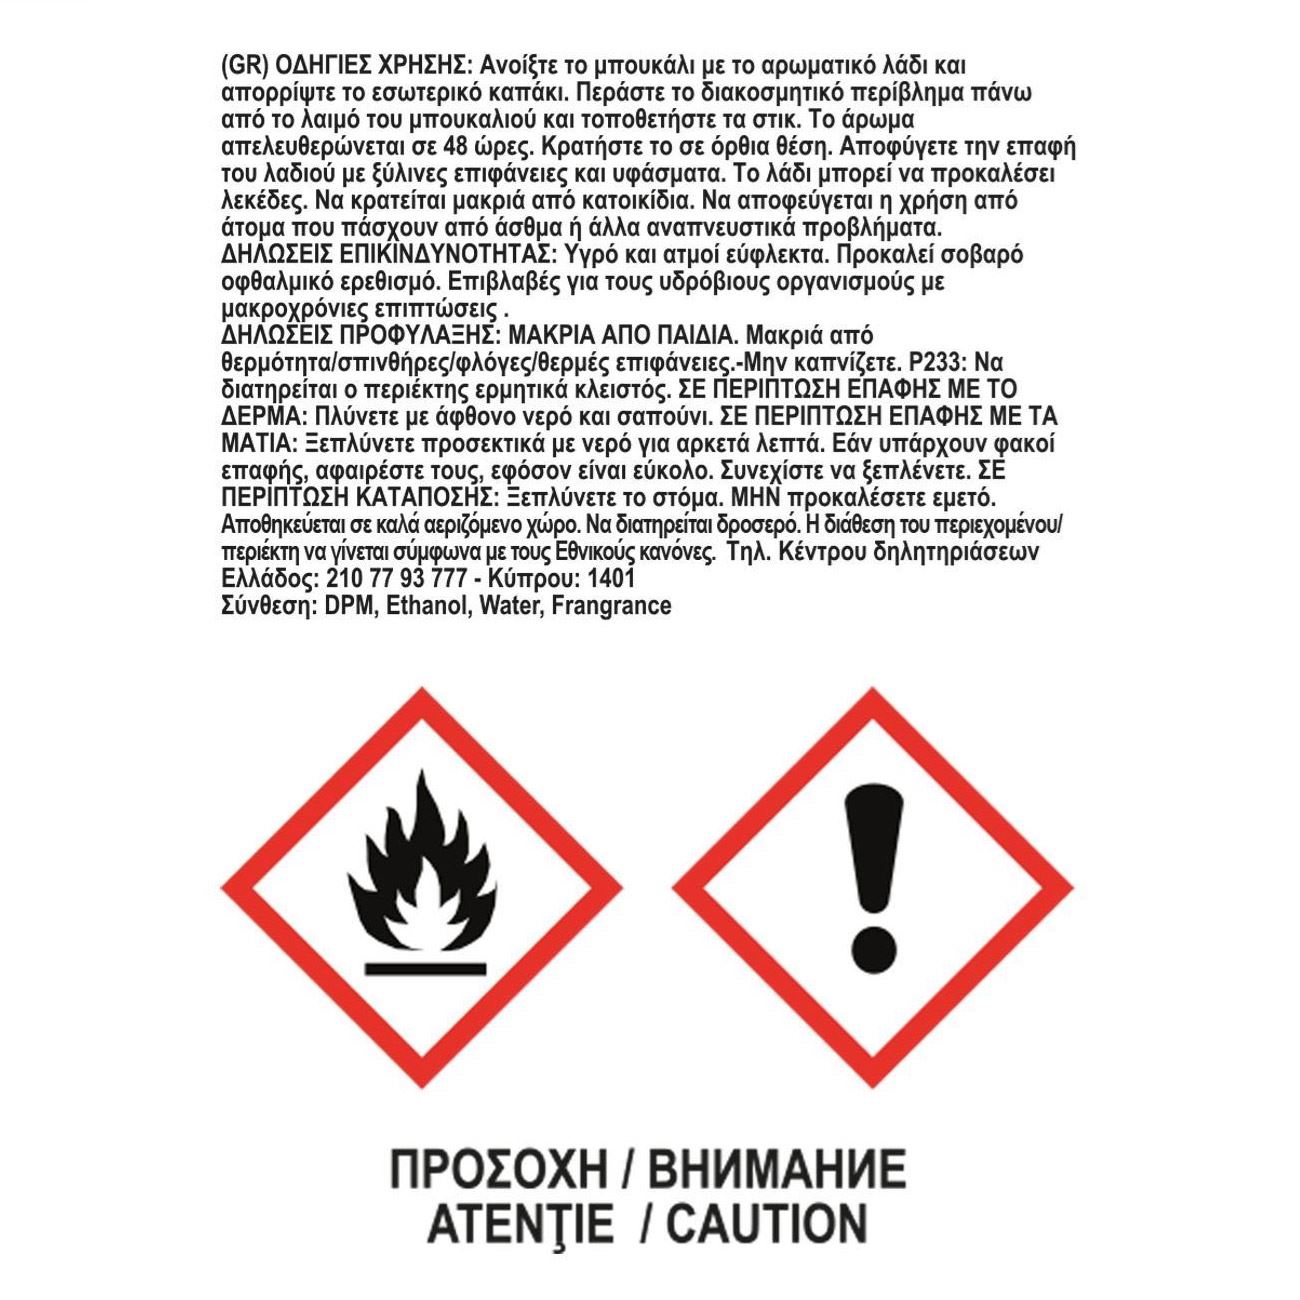 (GR) ΟΔΗΓΙΕΣ ΧΡΗΣΗΣ: Ανοίξτε το μπουκάλι με το αρωματικό λάδι και
απορρίψτε το εσωτερικό καπάκι. Περάστε το διακοσμητικό περίβλημα πάνω
από το λαιμό του μπουκαλιού και τοποθετήστε τα στικ. Το άρωμα
απελευθερώνεται σε 48 ώρες. Κρατήστε το σε όρθια θέση. Αποφύγετε την επαφή
του λαδιού με ξύλινες επιφάνειες και υφάσματα. Το λάδι μπορεί να προκαλέσει
λεκέδες. Να κρατείται μακριά από κατοικίδια. Να αποφεύγεται η χρήση από
άτομα που πάσχουν από άσθμα ή άλλα αναπνευστικά προβλήματα.
ΔΗΛΩΣΕΙΣ ΕΠΙΚΙΝΔΥΝΟΤΗΤΑΣ: Υγρό και ατμοί εύφλεκτα. Προκαλεί σοβαρό
οφθαλμικό ερεθισμό. Επιβλαβές για τους υδρόβιους οργανισμούς με
μακροχρόνιες επιπτώσεις .
ΔΗΛΩΣΕΙΣ ΠΡΟΦΥΛΑΞΗΣ: ΜΑΚΡΙΑ ΑΠΟ ΠΑΙΔΙΑ. Μακριά από
θερμότητα/σπινθήρες/φλόγες/θερμές επιφάνειες.-Μην καπνίζετε. P233: Να
διατηρείται ο περιέκτης ερμητικά κλειστός. ΣΕ ΠΕΡΙΠΤΩΣΗ ΕΠΑΦΗΣ ΜΕ ΤΟ
ΔΕΡΜΑ: Πλύνετε με άφθονο νερό και σαπούνι. ΣΕ ΠΕΡΙΠΤΩΣΗ ΕΠΑΦΗΣ ΜΕ ΤΑ
ΜΑΤΙΑ: Ξεπλύνετε προσεκτικά με νερό για αρκετά λεπτά. Εάν υπάρχουν φακοί
επαφής, αφαιρέστε τους, εφόσον είναι εύκολο. Συνεχίστε να ξεπλένετε. ΣΕ
ΠΕΡΙΠΤΩΣΗ ΚΑΤΑΠΟΣΗΣ: Ξεπλύνετε το στόμα. ΜΗΝ προκαλέσετε εμετό.
Αποθηκεύεται σε καλά αεριζόμενο χώρο. Να διατηρείται δροσερό. Η διάθεση του περιεχομένου/
περιέκτη να γίνεται σύμφωνα με τους Εθνικούς κανόνες. Τηλ. Κέντρου δηλητηριάσεων
Ελλάδος: 210 77 93 777 - Κύπρου: 1401
Σύνθεση: DPM, Ethanol, Water, Frangrance
ΠΡΟΣΟΧΗ / ВНИМАНИЕ
ATENŢIE / CAUTION